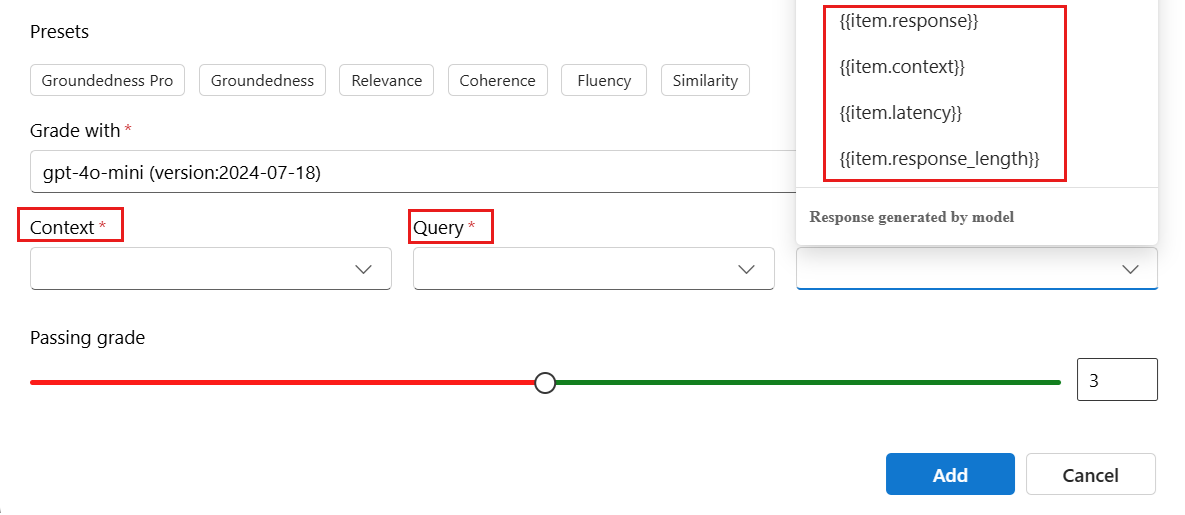 Presets
Groundedness Pro Groundedness Relevance Coherence Fluency Similarity
Grade with *
gpt-4o-mini (version:2024-07-18)
{{item.response}}
{{item.context}}
{{item.latency}}
{{item.response_length}}
Response generated by model
Context * Query *
Passing grade
3
Add Cancel